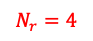 N_r = 4